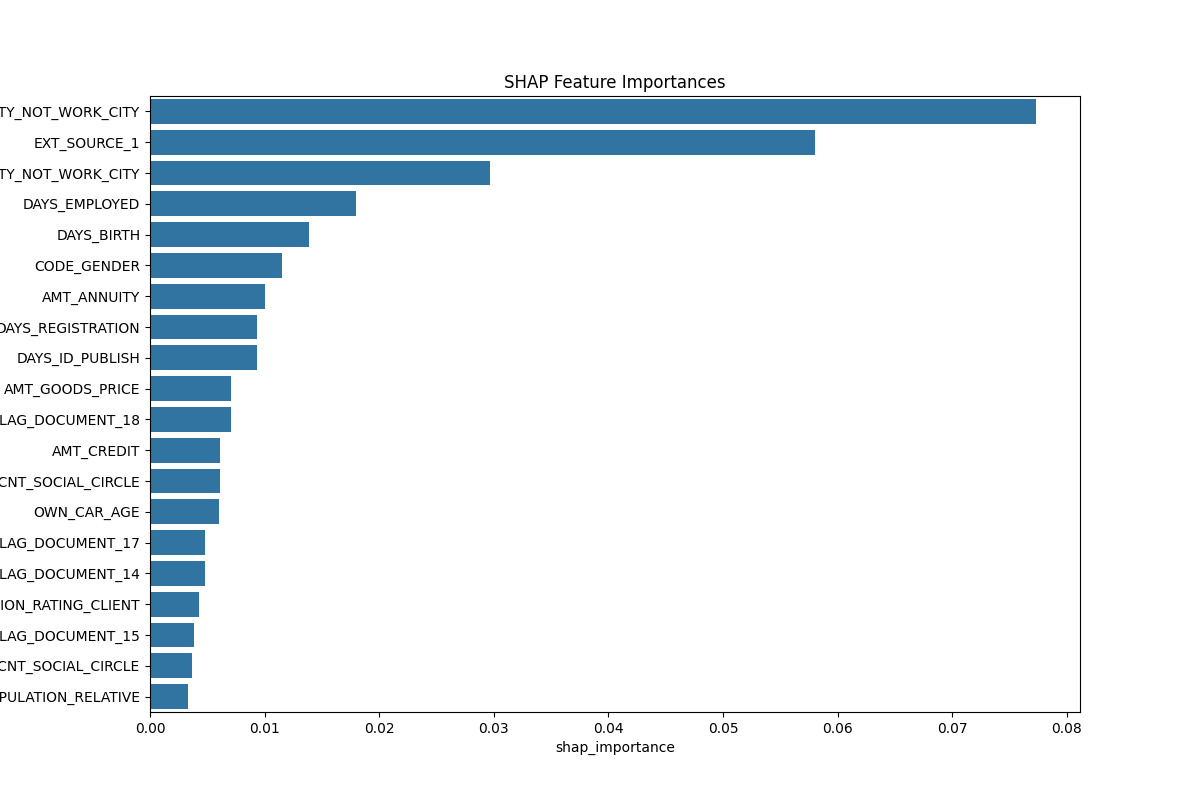 SHAP Feature Importances
TY_NOT_WORK_CITY
EXT_SOURCE_1
TY_NOT_WORK_CITY
DAYS_EMPLOYED
DAYS_BIRTH
CODE_GENDER
AMT_ANNUITY
DAYS_REGISTRATION
DAYS_ID_PUBLISH
AMT_GOODS_PRICE
LAG_DOCUMENT_18
AMT_CREDIT
CNT_SOCIAL_CIRCLE
OWN_CAR_AGE
LAG_DOCUMENT_17
LAG_DOCUMENT_14
ION_RATING_CLIENT
LAG_DOCUMENT_15
CNT_SOCIAL_CIRCLE
PULATION_RELATIVE
0.00 0.01 0.02 0.03 0.04 0.05 0.06 0.07 0.08
shap_importance